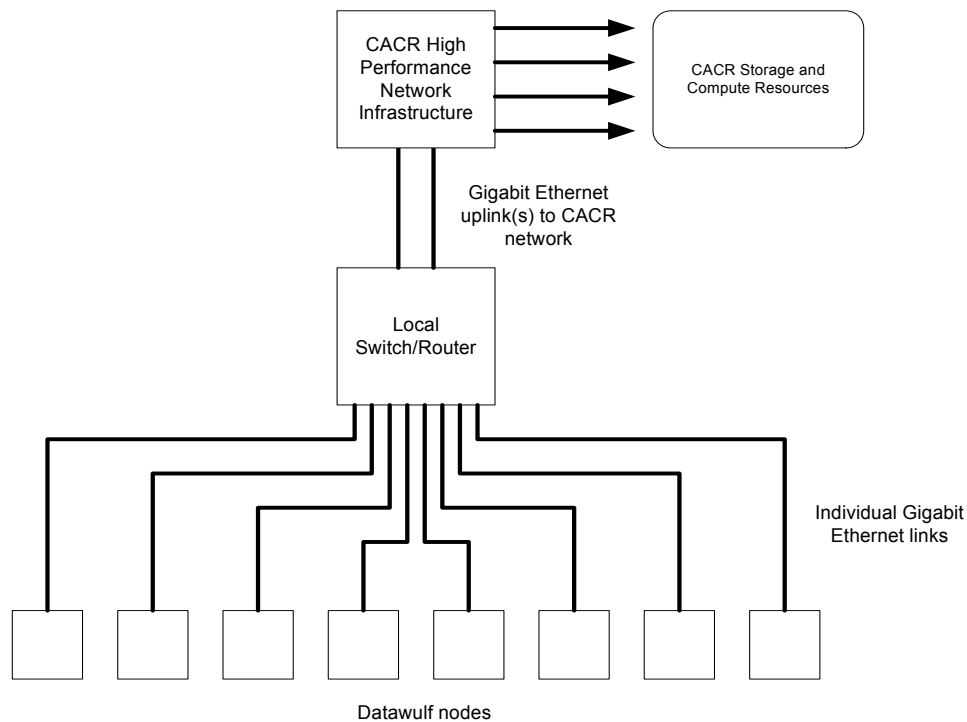 CACR High
Performance
Network
Infrastructure
CACR Storage and
Compute Resources
Gigabit Ethernet
uplink(s) to CACR
network
Local
Switch/Router
Individual Gigabit
Ethernet links
Datawulf nodes